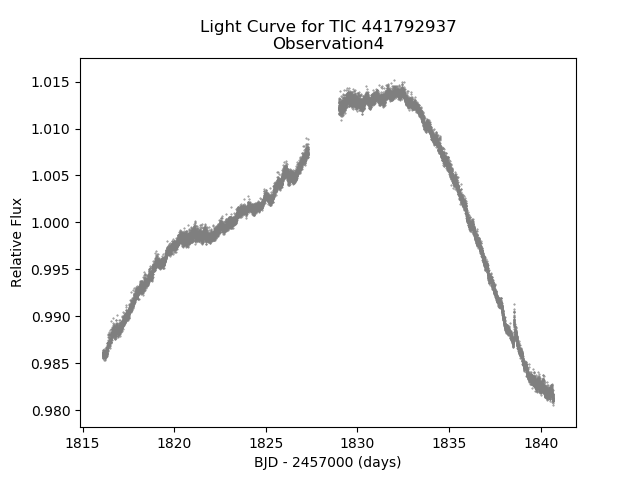 Light Curve for TIC 441792937
Observation4
1.015
1.010
1.005
1.000
0.995
0.990
0.985
0.980
Relative Flux
1815 1820 1825 1830 1835 1840
BJD - 2457000 (days)